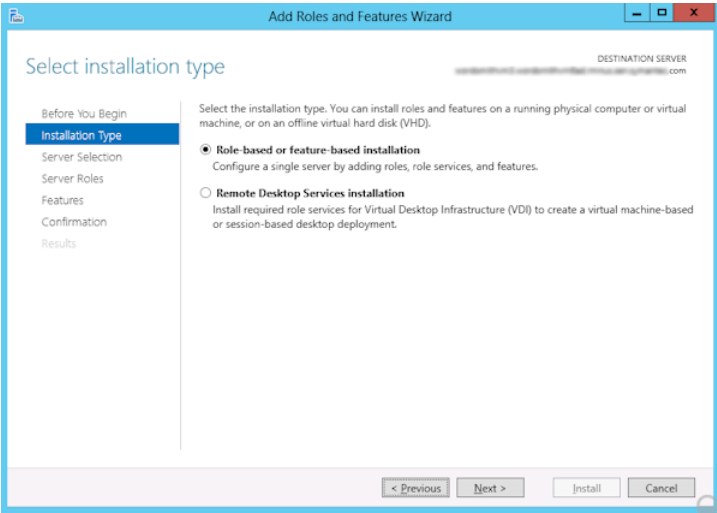 Add Roles and Features Wizard
Select installation type
DESTINATION SERVER
.com
Before You Begin
Installation Type
Server Selection
Server Roles
Features
Confirmation
Results
Select the installation type. You can install roles and features on a running physical computer or virtual
machine, or on an offline virtual hard disk (VHD).
Role-based or feature-based installation
Configure a single server by adding roles, role services, and features.
Remote Desktop Services installation
Install required role services for Virtual Desktop Infrastructure (VDI) to create a virtual machine-based
or session-based desktop deployment.
< Previous
Next >
Install
Cancel